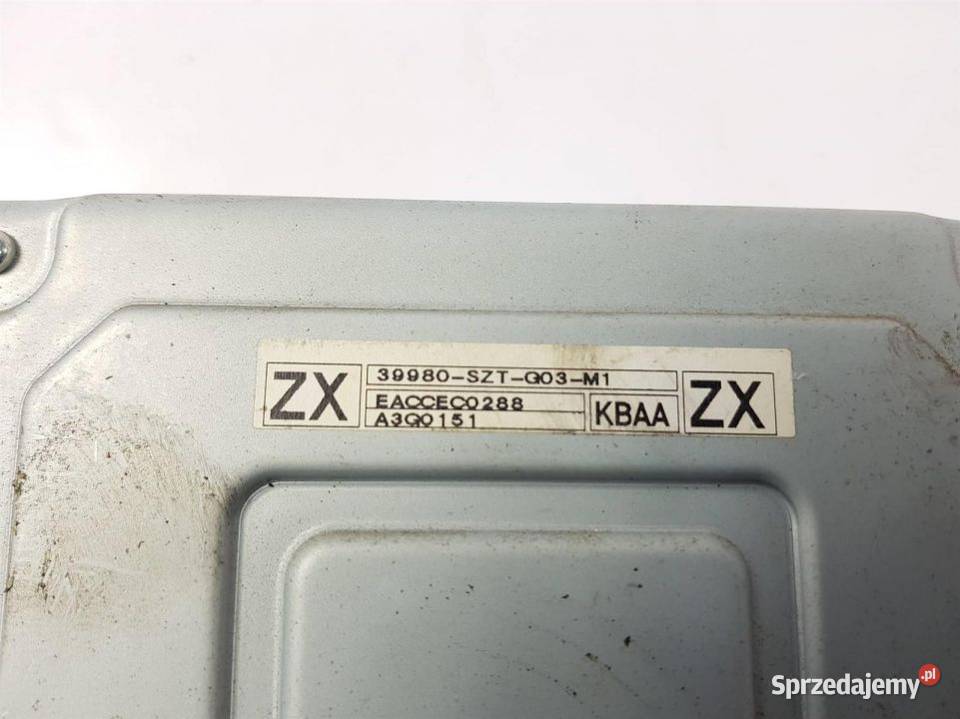 ZX 39980-SZT-G03-M1 ZX
EACCEC0288 KBAA
A3G0151
Sprzedajemy.pl